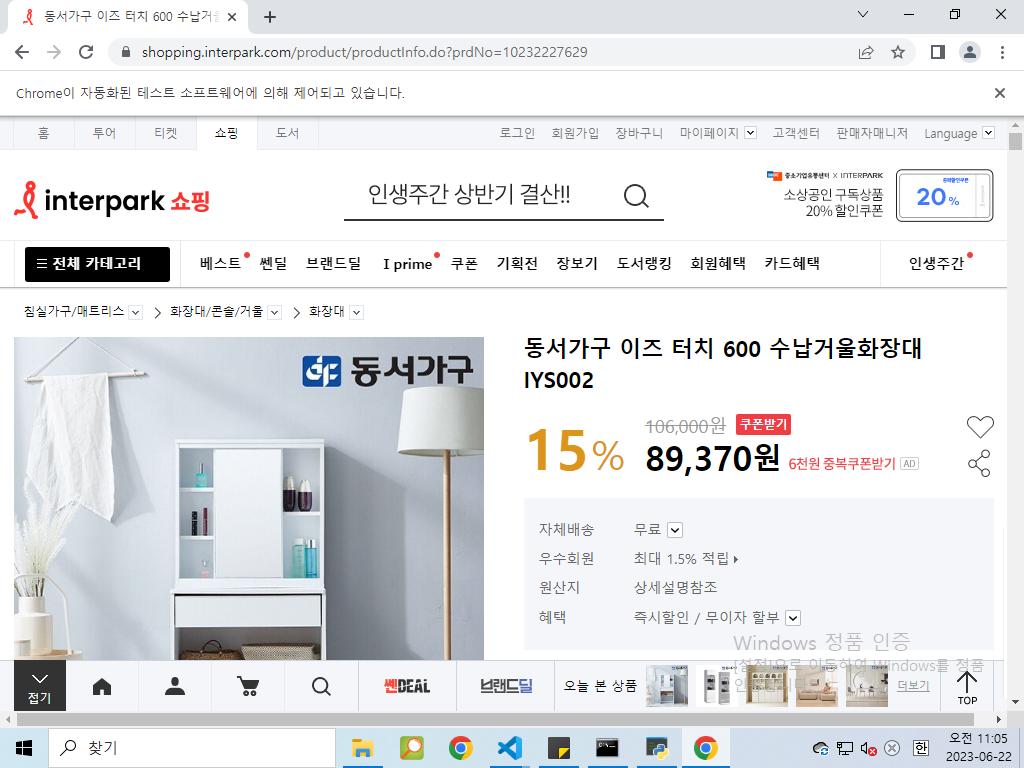 동서가구 이즈 터치 600 수납거울
shopping.interpark.com/product/productInfo.do?prdNo=10232227629
Chrome이 자동화된 테스트 소프트웨어에 의해 제어되고 있습니다.
홈 투어 티켓 쇼핑 도서 로그인 회원가입 장바구니 마이페이지 고객센터 판매자매니저 Language
interpark 쇼핑
인생주간 상반기 결산!!
중소기업유통센터 X INTERPARK
소상공인 구독상품
20% 할인쿠폰
20%
전체 카테고리 베스트 쎈딜 브랜드딜 I prime 쿠폰 기획전 장보기 도서랭킹 회원혜택 카드혜택 인생주간
침실가구/매트리스 화장대/콘솔/거울 화장대
동서가구
동서가구 이즈 터치 600 수납거울화장대
IYS002
15%
106,000원 쿠폰받기
89,370원 6천원 중복쿠폰받기 AD
자체배송 무료
우수회원 최대 1.5% 적립
원산지 상세설명참조
혜택 즉시할인 / 무이자 할부
Windows 정품 인증
[설정]으로 이동하여 Windows를 정품
접기
쎈DEAL
브랜드딜
오늘 본 상품
더보기
TOP
찾기
한
오전 11:05
2023-06-22